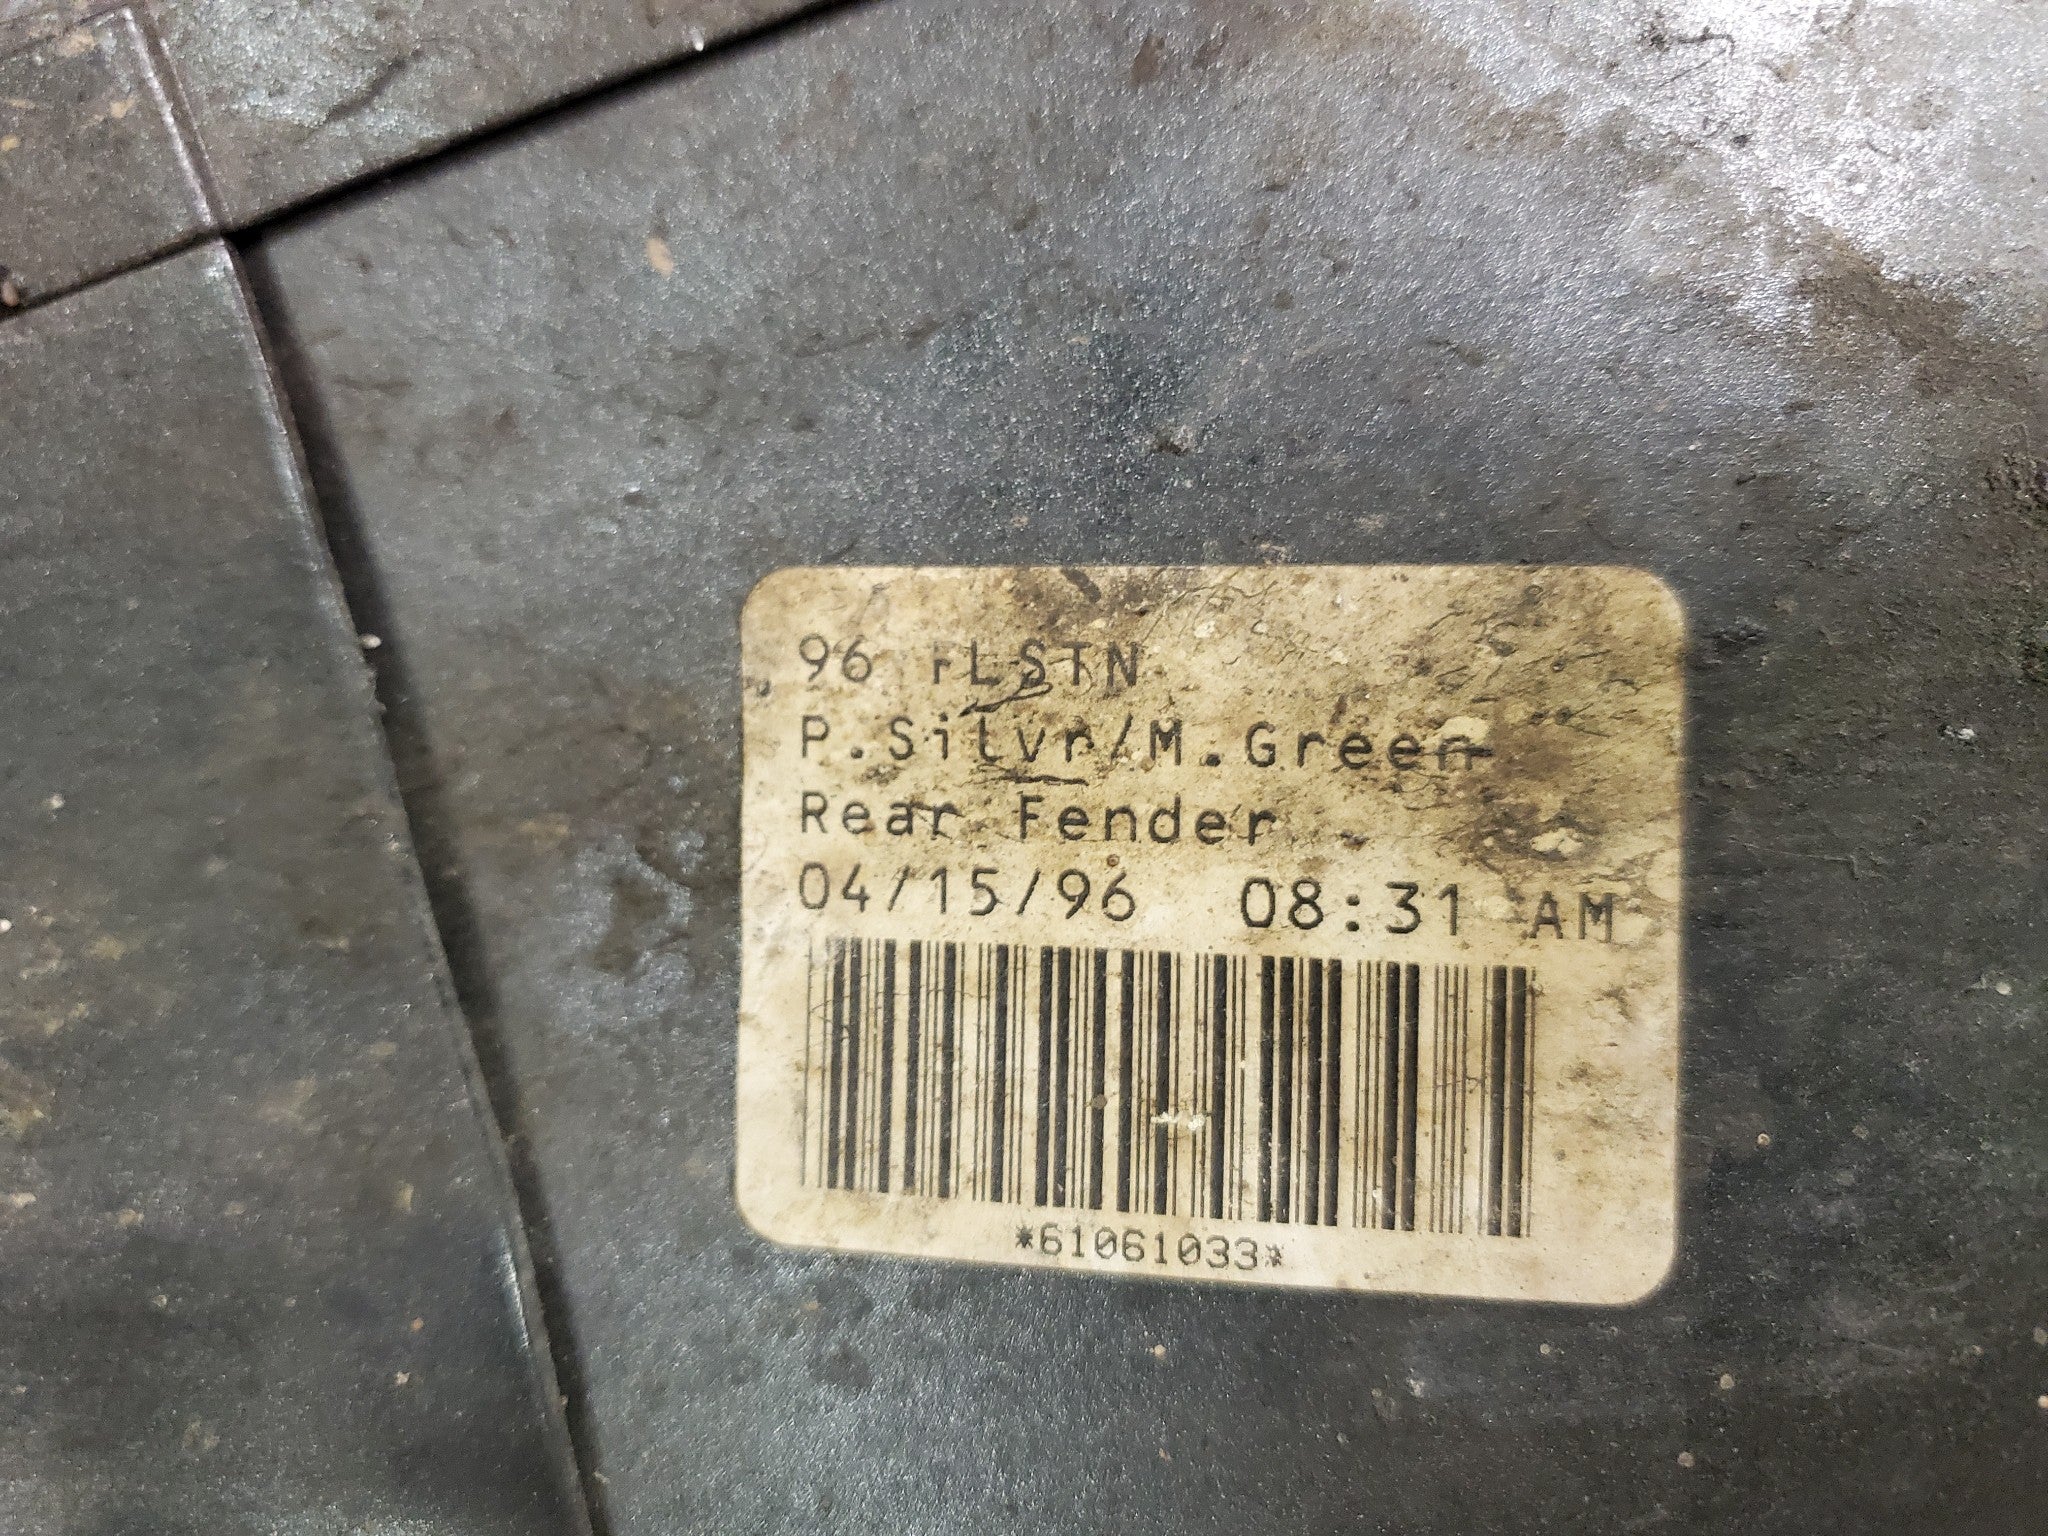 96 FLSTN
P.Silvr/M.Green
Rear Fender
04/15/96 08:31 AM
*61061033*